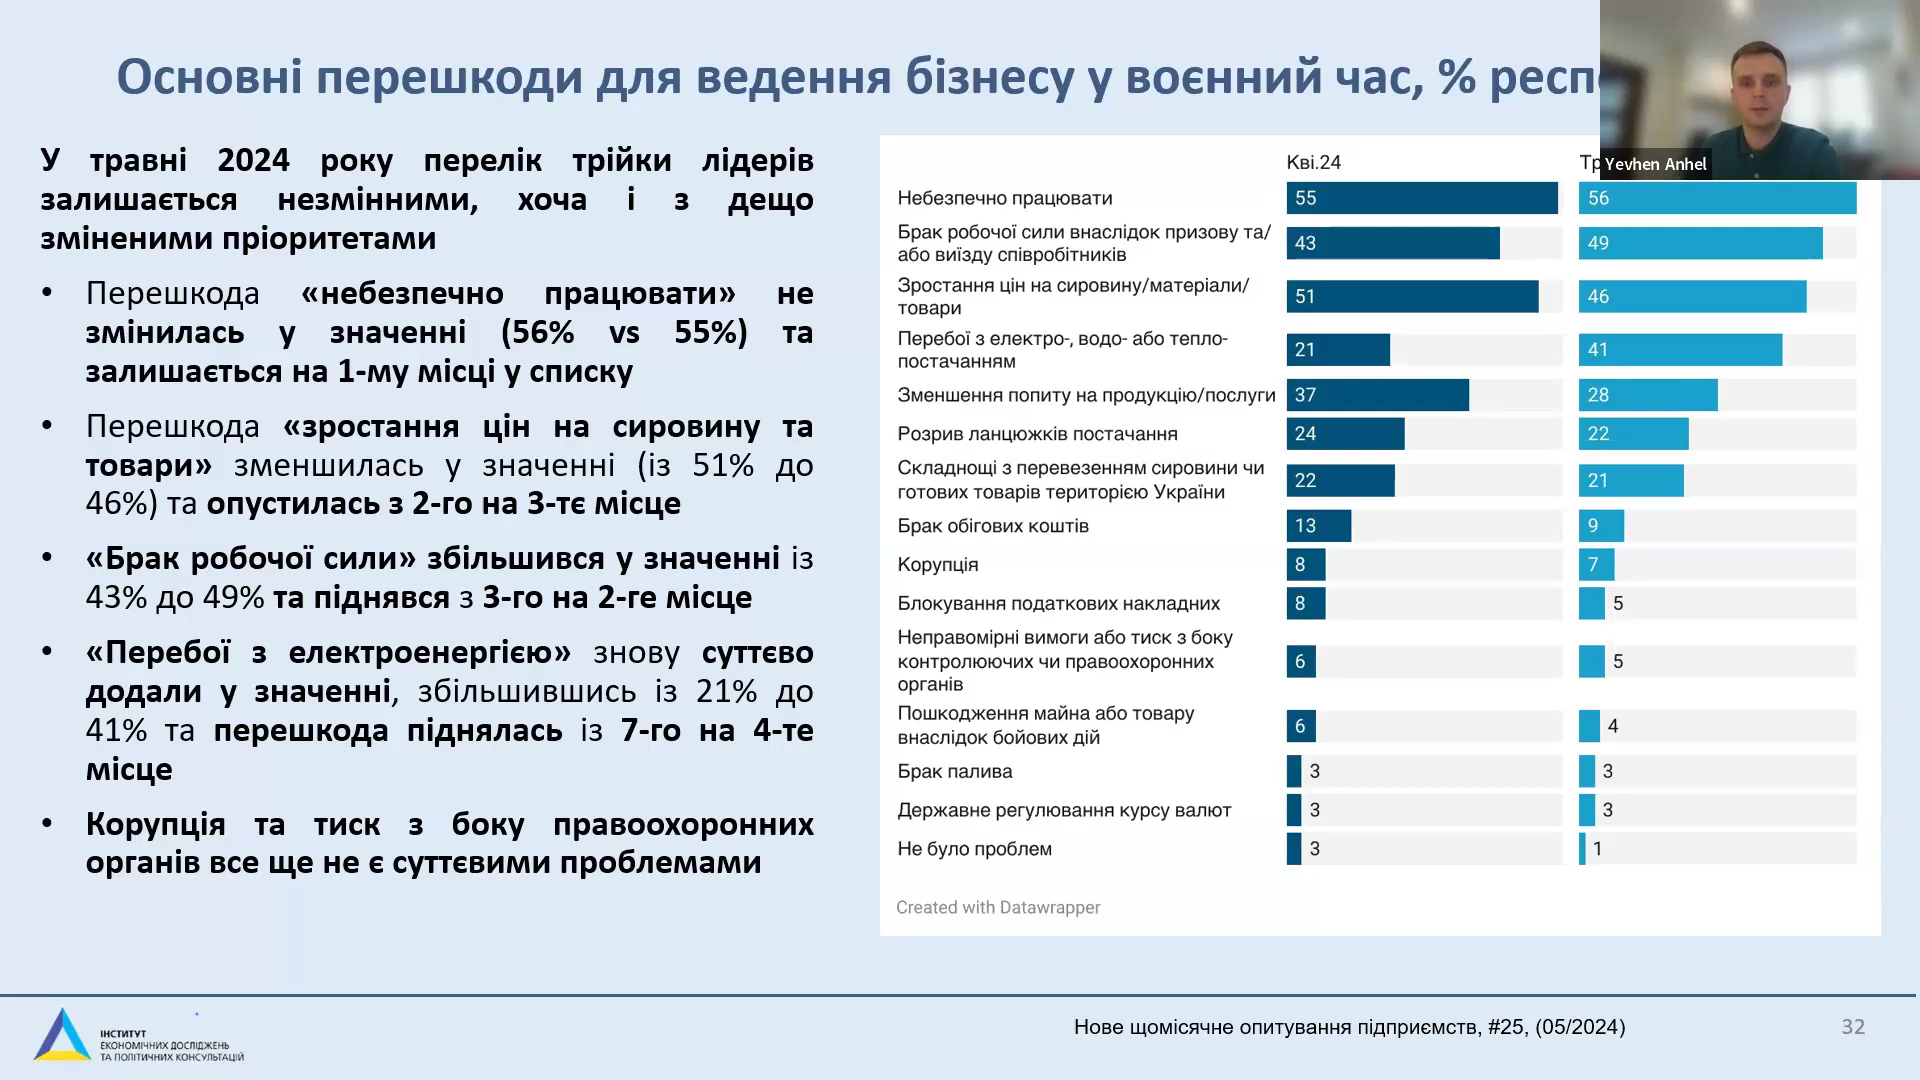 Основні перешкоди для ведення бізнесу у воєнний час, % респ
Yevhen Anhel
У травні 2024 року перелік трійки лідерів
залишається незмінними, хоча і з дещо
зміненими пріоритетами
• Перешкода «небезпечно працювати» не
змінилась у значенні (56% vs 55%) та
залишається на 1-му місці у списку
• Перешкода «зростання цін на сировину та
товари» зменшилась у значенні (із 51% до
46%) та опустилась з 2-го на 3-тє місце
• «Брак робочої сили» збільшився у значенні із
43% до 49% та піднявся з 3-го на 2-ге місце
• «Перебої з електроенергією» знову суттєво
додали у значенні, збільшившись із 21% до
41% та перешкода піднялась із 7-го на 4-те
місце
• Корупція та тиск з боку правоохоронних
органів все ще не є суттєвими проблемами
Кві.24 Тр
Небезпечно працювати 55 56
Брак робочої сили внаслідок призову та/
або виїзду співробітників 43 49
Зростання цін на сировину/матеріали/
товари 51 46
Перебої з електро-, водо- або тепло-
постачанням 21 41
Зменшення попиту на продукцію/послуги 37 28
Розрив ланцюжків постачання 24 22
Складнощі з перевезенням сировини чи
готових товарів територією України 22 21
Брак обігових коштів 13 9
Корупція 8 7
Блокування податкових накладних 8 5
Неправомірні вимоги або тиск з боку
контролюючих чи правоохоронних 6 5
органів
Пошкодження майна або товару
внаслідок бойових дій 6 4
Брак палива 3 3
Державне регулювання курсу валют 3 3
Не було проблем 3 1
Created with Datawrapper
ІНСТИТУТ
ЕКОНОМІЧНИХ ДОСЛІДЖЕНЬ
ТА ПОЛІТИЧНИХ КОНСУЛЬТАЦІЙ
Нове щомісячне опитування підприємств, #25, (05/2024) 32